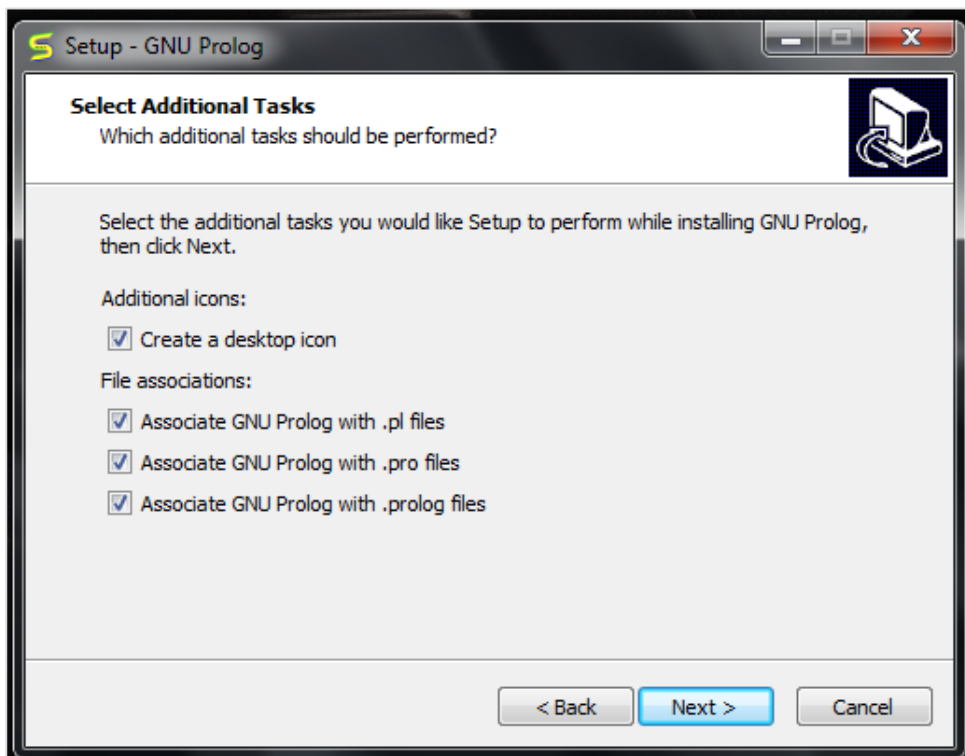 Setup - GNU Prolog
Select Additional Tasks
Which additional tasks should be performed?
Select the additional tasks you would like Setup to perform while installing GNU Prolog,
then click Next.
Additional icons:
Create a desktop icon
File associations:
Associate GNU Prolog with .pl files
Associate GNU Prolog with .pro files
Associate GNU Prolog with .prolog files
< Back
Next >
Cancel